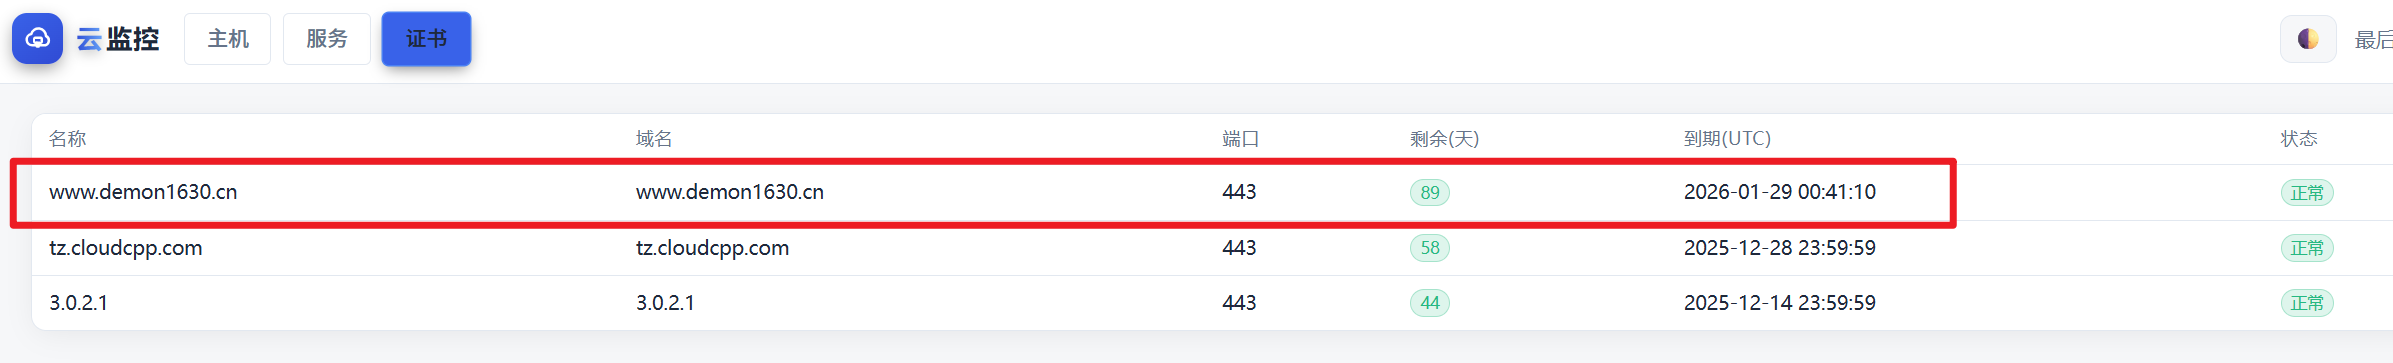 云监控 主机 服务 证书 最后
名称 域名 端口 剩余(天) 到期(UTC) 状态
www.demon1630.cn www.demon1630.cn 443 89 2026-01-29 00:41:10 正常
tz.cloudcpp.com tz.cloudcpp.com 443 58 2025-12-28 23:59:59 正常
3.0.2.1 3.0.2.1 443 44 2025-12-14 23:59:59 正常